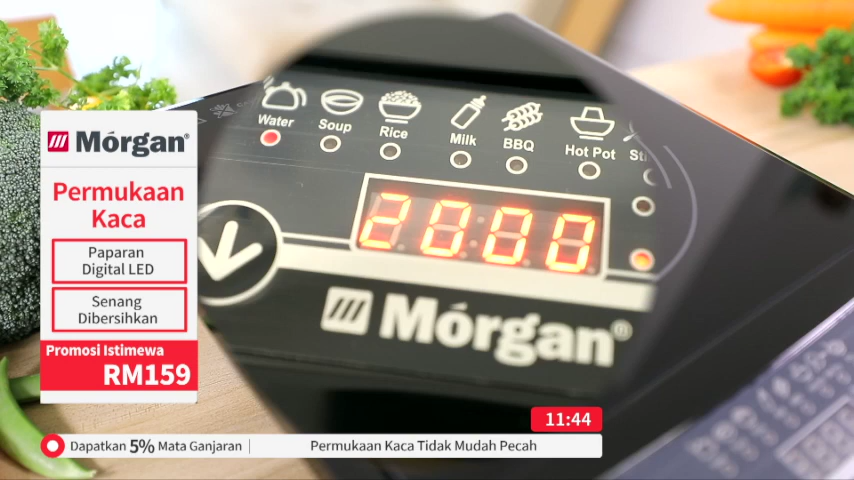 Water
Soup
Rice
Milk
BBQ
Hot Pot
2000
Mórgan®
Mórgan®
Permukaan
Kaca
Paparan
Digital LED
Senang
Dibersihkan
Promosi Istimewa
RM159
11:44
Dapatkan 5% Mata Ganjaran
Permukaan Kaca Tidak Mudah Pecah